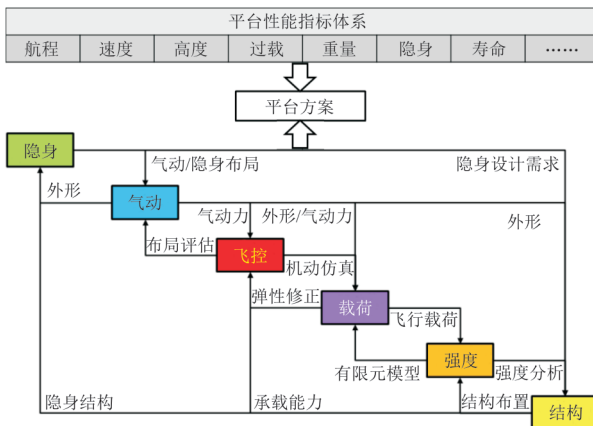 平台性能指标体系
航程 速度 高度 过载 重量 隐身 寿命 ……
平台方案
隐身
气动/隐身布局 隐身设计需求
外形
气动
气动力 外形/气动力 外形
布局评估
飞控
机动仿真
弹性修正
载荷
飞行载荷
强度
有限元模型 强度分析
隐身结构 承载能力 结构布置
结构